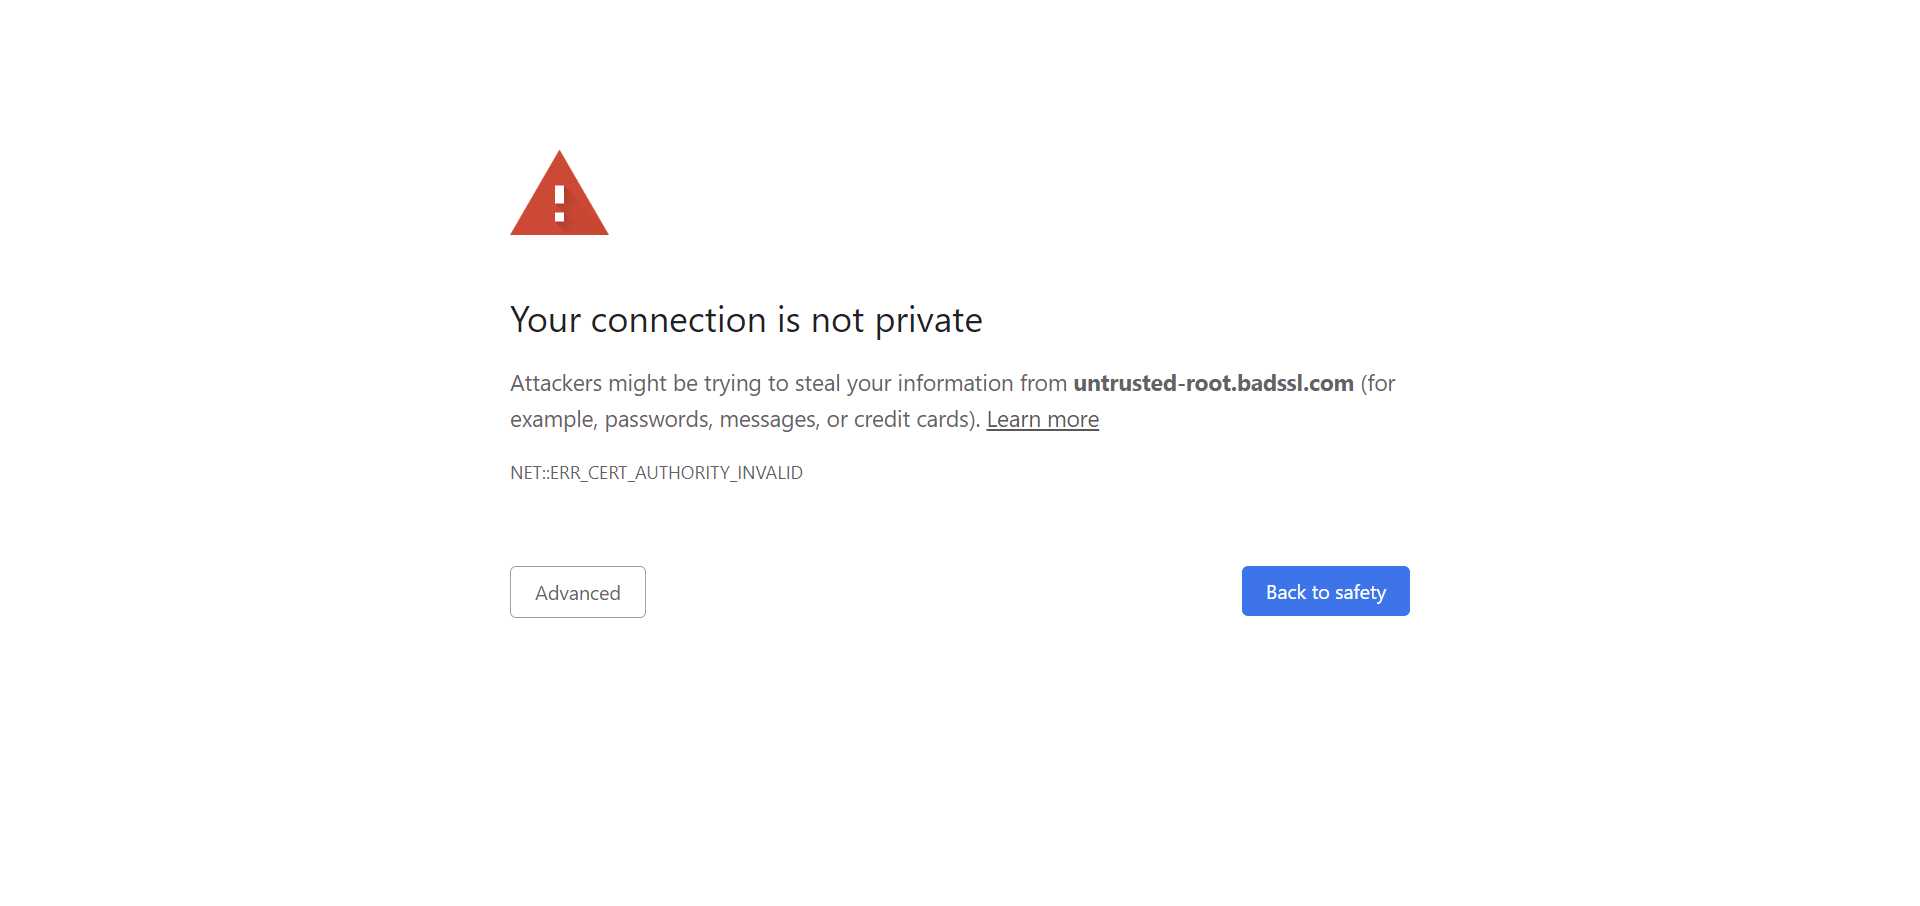 Your connection is not private
Attackers might be trying to steal your information from untrusted-root.badssl.com (for
example, passwords, messages, or credit cards). Learn more
NET::ERR_CERT_AUTHORITY_INVALID
Advanced
Back to safety